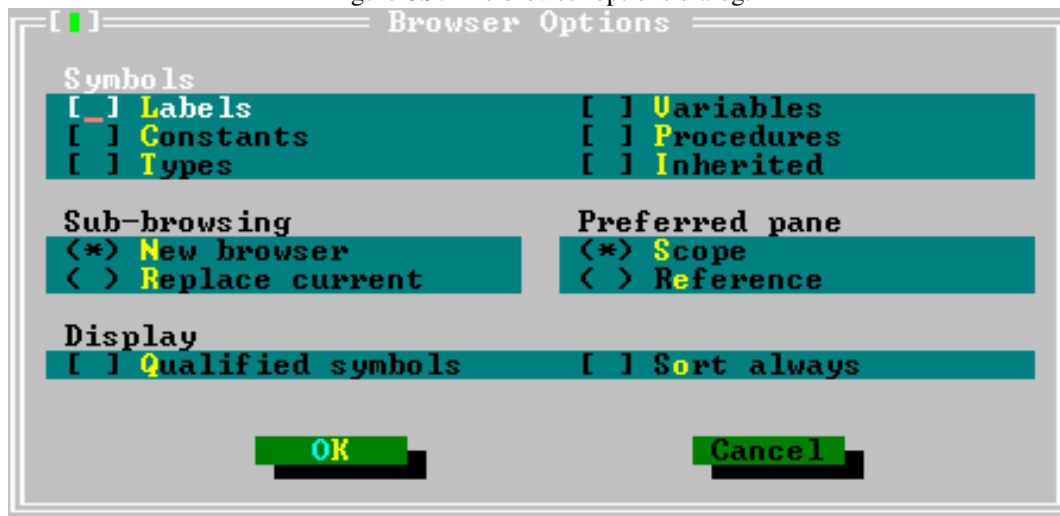 Browser Options
Symbols
[_] Labels [ ] Variables
[ ] Constants [ ] Procedures
[ ] Types [ ] Inherited
Sub-browsing Preferred pane
(*) New browser (*) Scope
( ) Replace current ( ) Reference
Display
[ ] Qualified symbols [ ] Sort always
OK Cancel